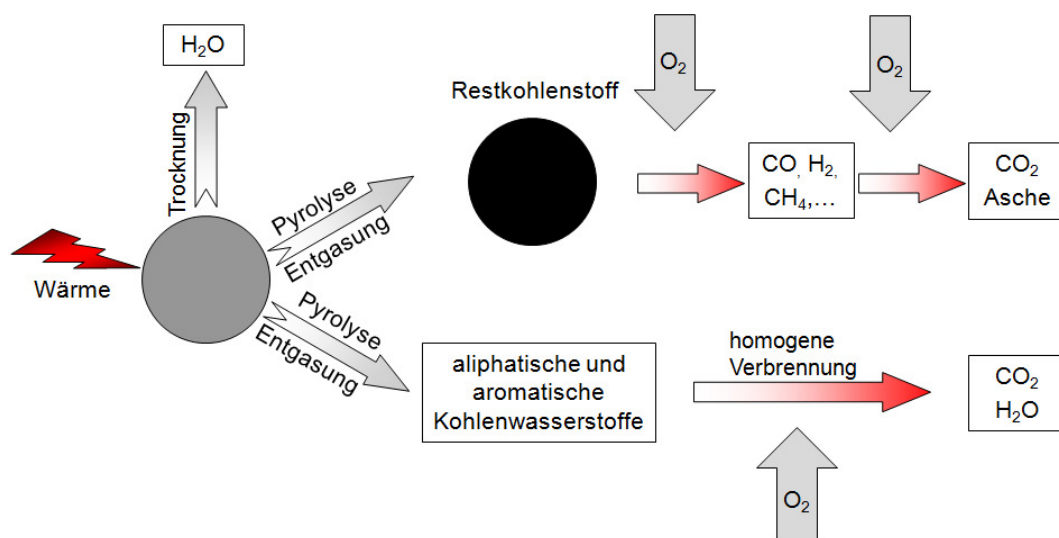 H₂O
Trocknung
Wärme
Pyrolyse
Entgasung
Restkohlenstoff
O₂
CO, H₂,
CH₄,...
O₂
CO₂
Asche
Pyrolyse
Entgasung
aliphatische und
aromatische
Kohlenwasserstoffe
homogene
Verbrennung
O₂
CO₂
H₂O